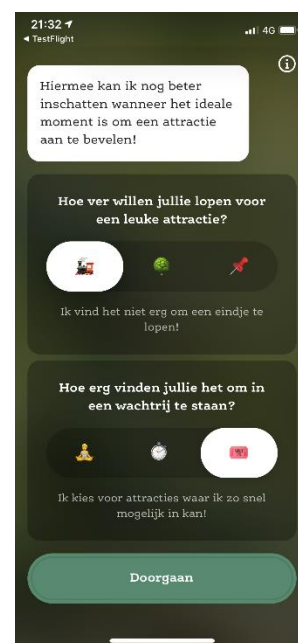 21:32
4G
◀ TestFlight
Hiermee kan ik nog beter
inschatten wanneer het ideale
moment is om een attractie
aan te bevelen!
Hoe ver willen jullie lopen voor
een leuke attractie?
Ik vind het niet erg om een eindje te
lopen!
Hoe erg vinden jullie het om in
een wachtrij te staan?
Ik kies voor attracties waar ik zo snel
mogelijk in kan!
Doorgaan